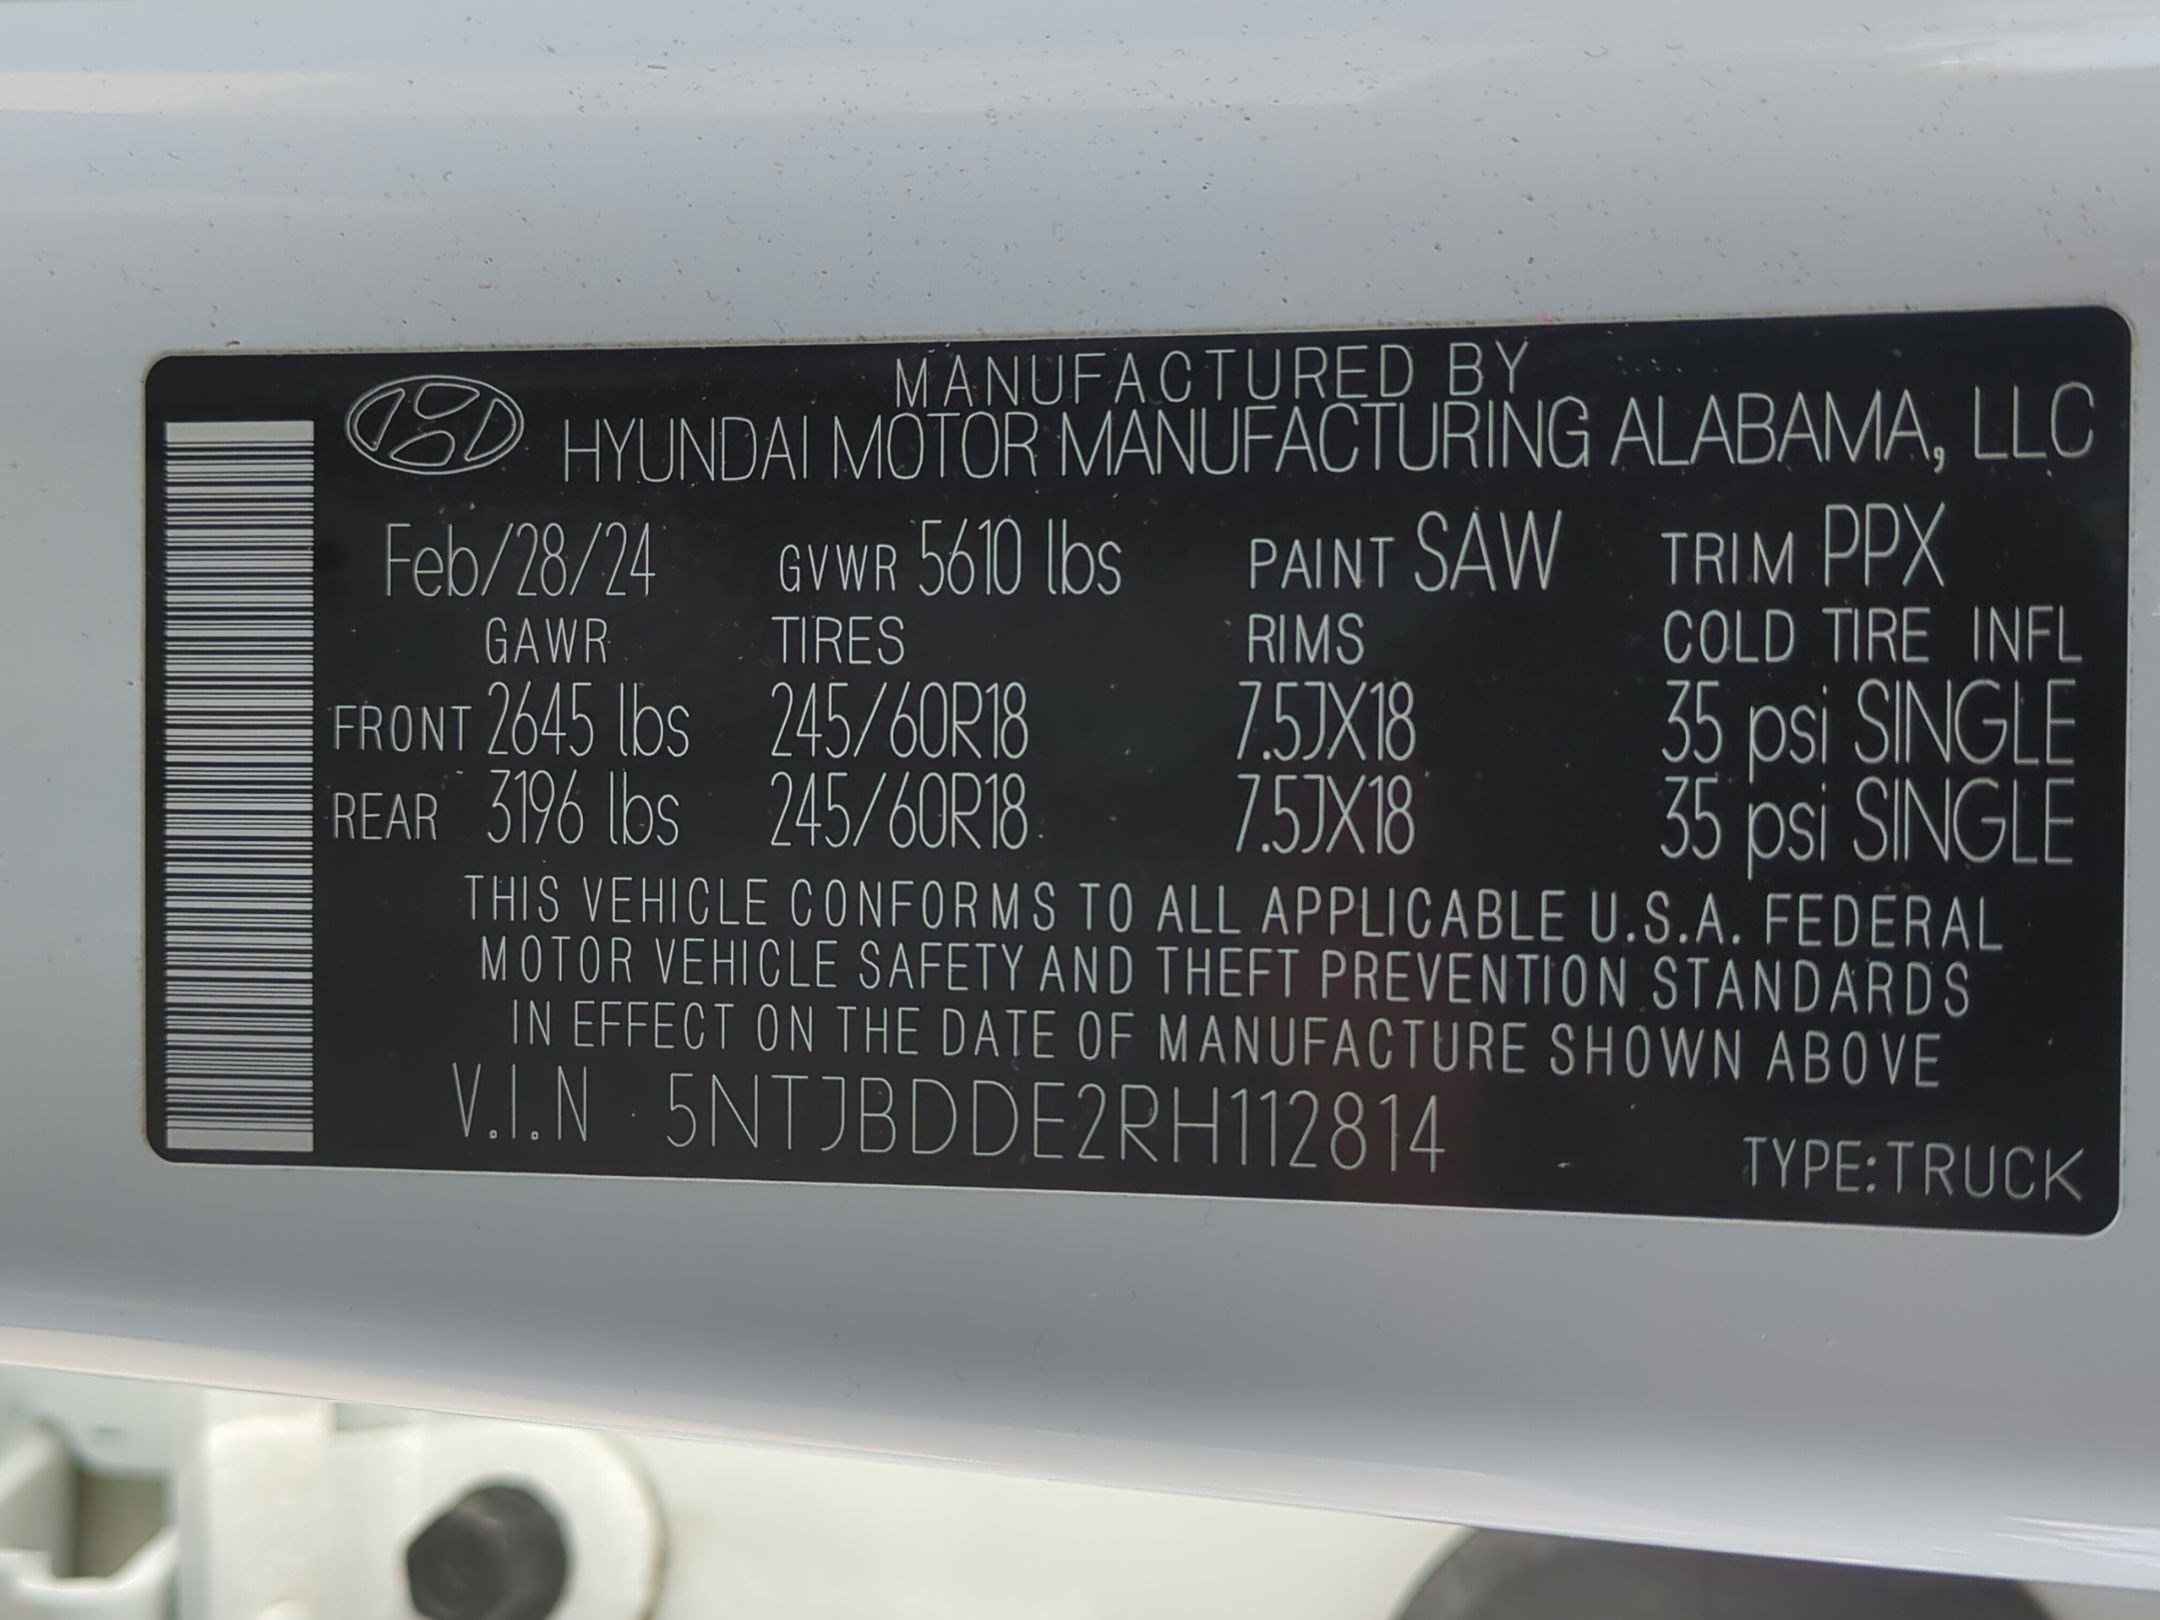 MANUFACTURED BY
HYUNDAI MOTOR MANUFACTURING ALABAMA, LLC
Feb/28/24 GVWR 5610 lbs PAINT SAW TRIM PPX
GAWR TIRES RIMS COLD TIRE INFL
FRONT 2645 lbs 245/60R18 7.5JX18 35 psi SINGLE
REAR 3196 lbs 245/60R18 7.5JX18 35 psi SINGLE
THIS VEHICLE CONFORMS TO ALL APPLICABLE U.S.A. FEDERAL
MOTOR VEHICLE SAFETY AND THEFT PREVENTION STANDARDS
IN EFFECT ON THE DATE OF MANUFACTURE SHOWN ABOVE
V.I.N 5NTJBDDE2RH112814
TYPE:TRUCK